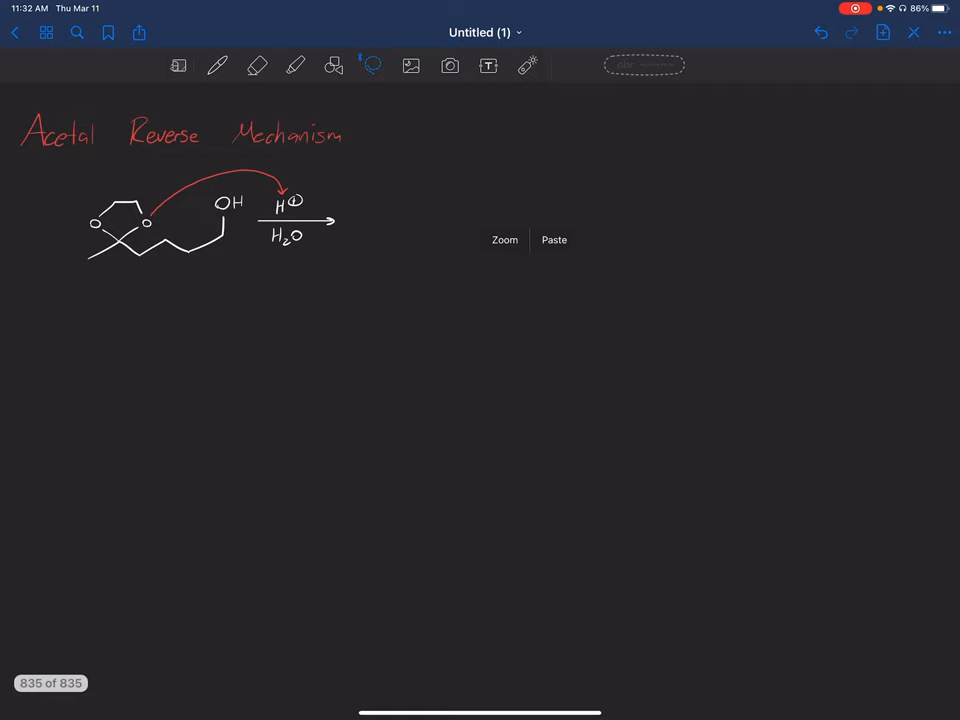 11:32 AM Thu Mar 11
86%
Untitled (1)
Acetal Reverse Mechanism
OH
H⊕
O O
H₂O
Zoom Paste
835 of 835